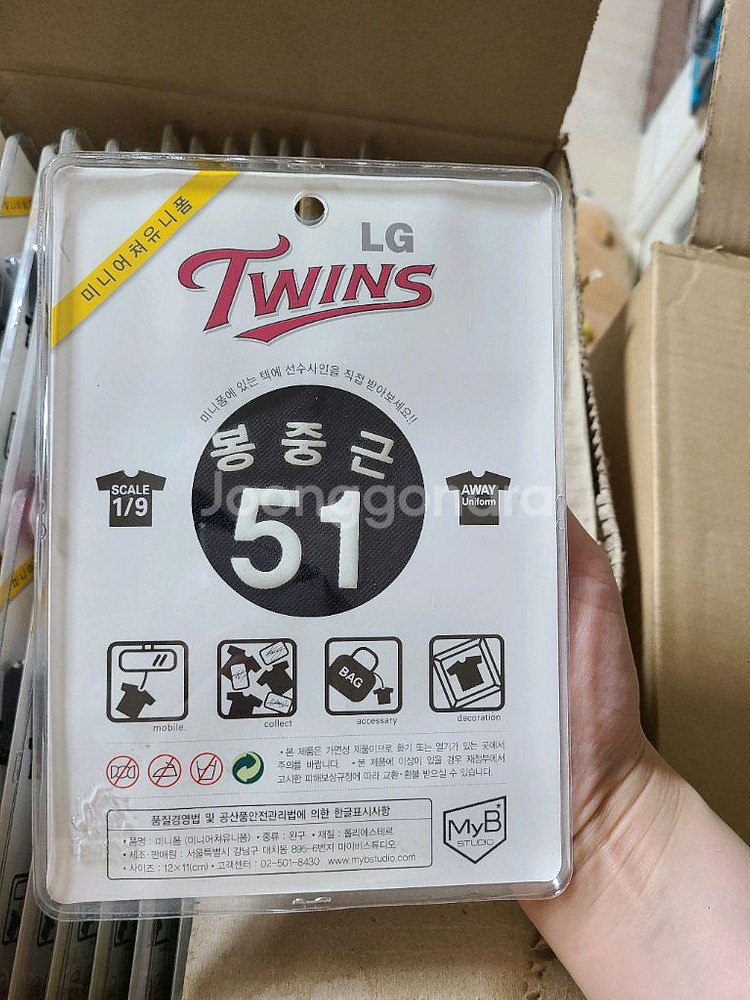 미니어쳐유니폼
LG
TWINS
미니폼에 있는 텍에 선수사인을 직접 받아보세요!!
봉중근
51
SCALE
1/9
AWAY
Uniform
Joonggonara
mobile
collect
BAG
accessary
decoration
• 본 제품은 가연성 제품이므로 화기 또는 열기가 있는 곳에서
주의를 바랍니다. • 본 제품에 이상이 있을 경우 재정부에서
고시한 피해보상규정에 따라 교환·환불 받으실 수 있습니다.
품질경영법 및 공산품안전관리법에 의한 한글표시사항
• 품명 : 미니폼 (미니어쳐유니폼) • 종류 : 완구 • 재질 : 폴리에스테르
• 제조·판매원 : 서울특별시 강남구 대치동 895-6번지 마이비스튜디오
• 사이즈 : 12×11(cm) • 고객센터 : 02-501-8430 www.mybstudio.com
MyB
STUDIO